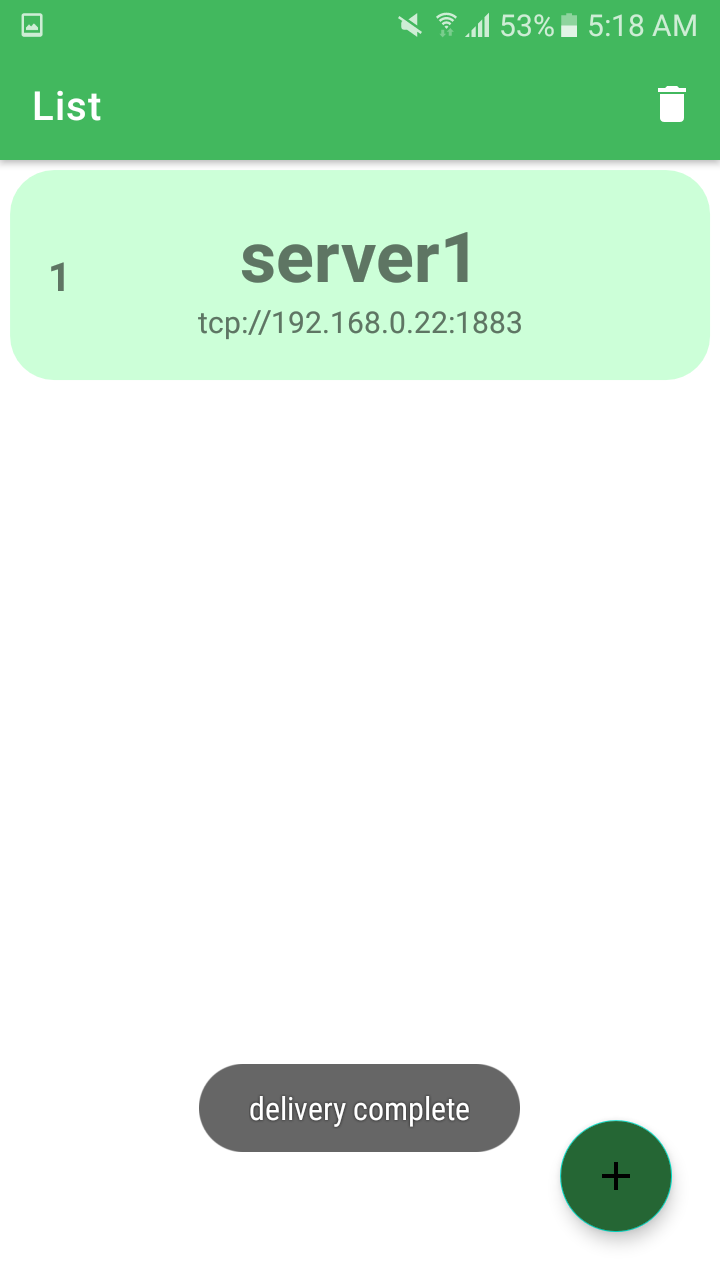 53% 5:18 AM
List
1
server1
tcp://192.168.0.22:1883
delivery complete